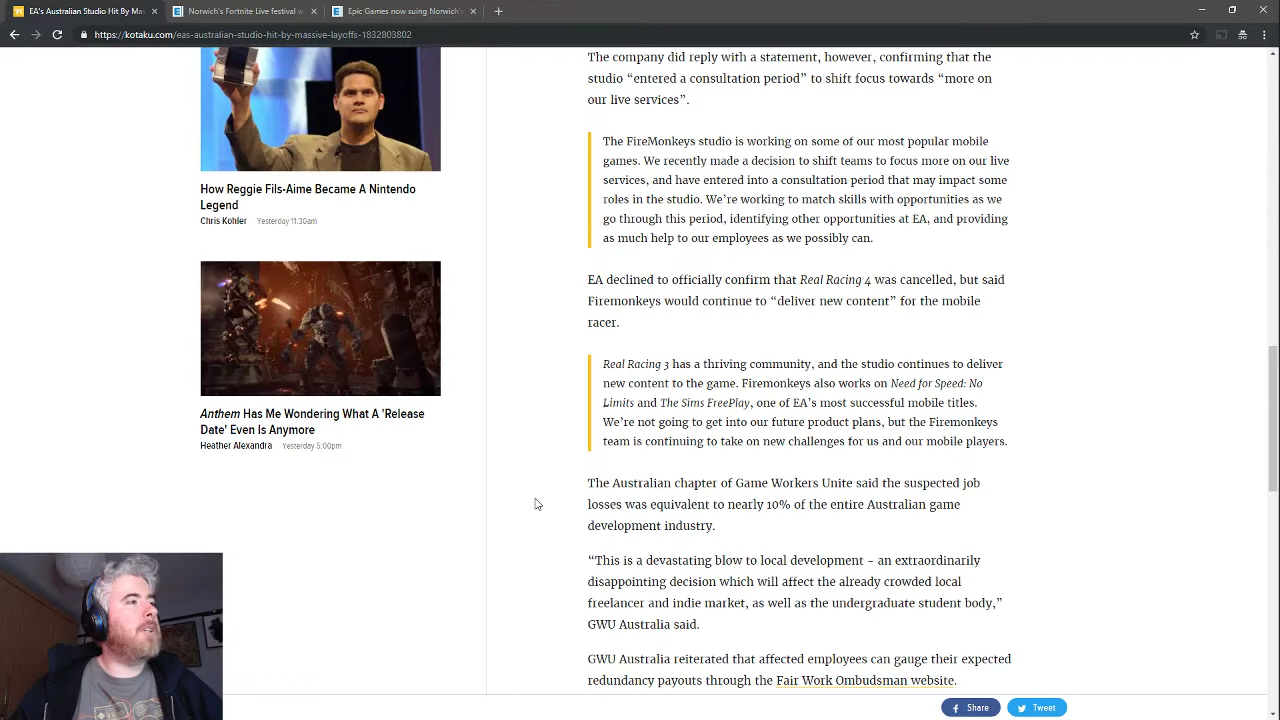 EA's Australian Studio Hit By Mas
Norwich's Fortnite Live festival w
Epic Games now suing Norwich's
https://kotaku.com/eas-australian-studio-hit-by-massive-layoffs-1832803802
How Reggie Fils-Aime Became A Nintendo
Legend
Chris Kohler Yesterday 11:30am
Anthem Has Me Wondering What A 'Release
Date' Even Is Anymore
Heather Alexandra Yesterday 5:00pm
The company did reply with a statement, however, confirming that the
studio “entered a consultation period” to shift focus towards “more on
our live services”.
The FireMonkeys studio is working on some of our most popular mobile
games. We recently made a decision to shift teams to focus more on our live
services, and have entered into a consultation period that may impact some
roles in the studio. We’re working to match skills with opportunities as we
go through this period, identifying other opportunities at EA, and providing
as much help to our employees as we possibly can.
EA declined to officially confirm that Real Racing 4 was cancelled, but said
Firemonkeys would continue to “deliver new content” for the mobile
racer.
Real Racing 3 has a thriving community, and the studio continues to deliver
new content to the game. Firemonkeys also works on Need for Speed: No
Limits and The Sims FreePlay, one of EA’s most successful mobile titles.
We’re not going to get into our future product plans, but the Firemonkeys
team is continuing to take on new challenges for us and our mobile players.
The Australian chapter of Game Workers Unite said the suspected job
losses was equivalent to nearly 10% of the entire Australian game
development industry.
“This is a devastating blow to local development – an extraordinarily
disappointing decision which will affect the already crowded local
freelancer and indie market, as well as the undergraduate student body,”
GWU Australia said.
GWU Australia reiterated that affected employees can gauge their expected
redundancy payouts through the Fair Work Ombudsman website.
Share
Tweet